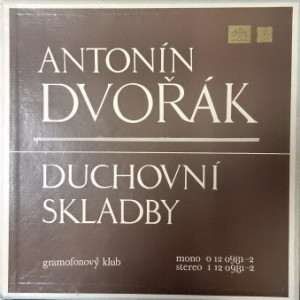 ANTONÍN
DVOŘÁK
DUCHOVNÍ
SKLADBY
gramofonový klub
mono 0 12 0981-2
stereo 1 12 0981-2